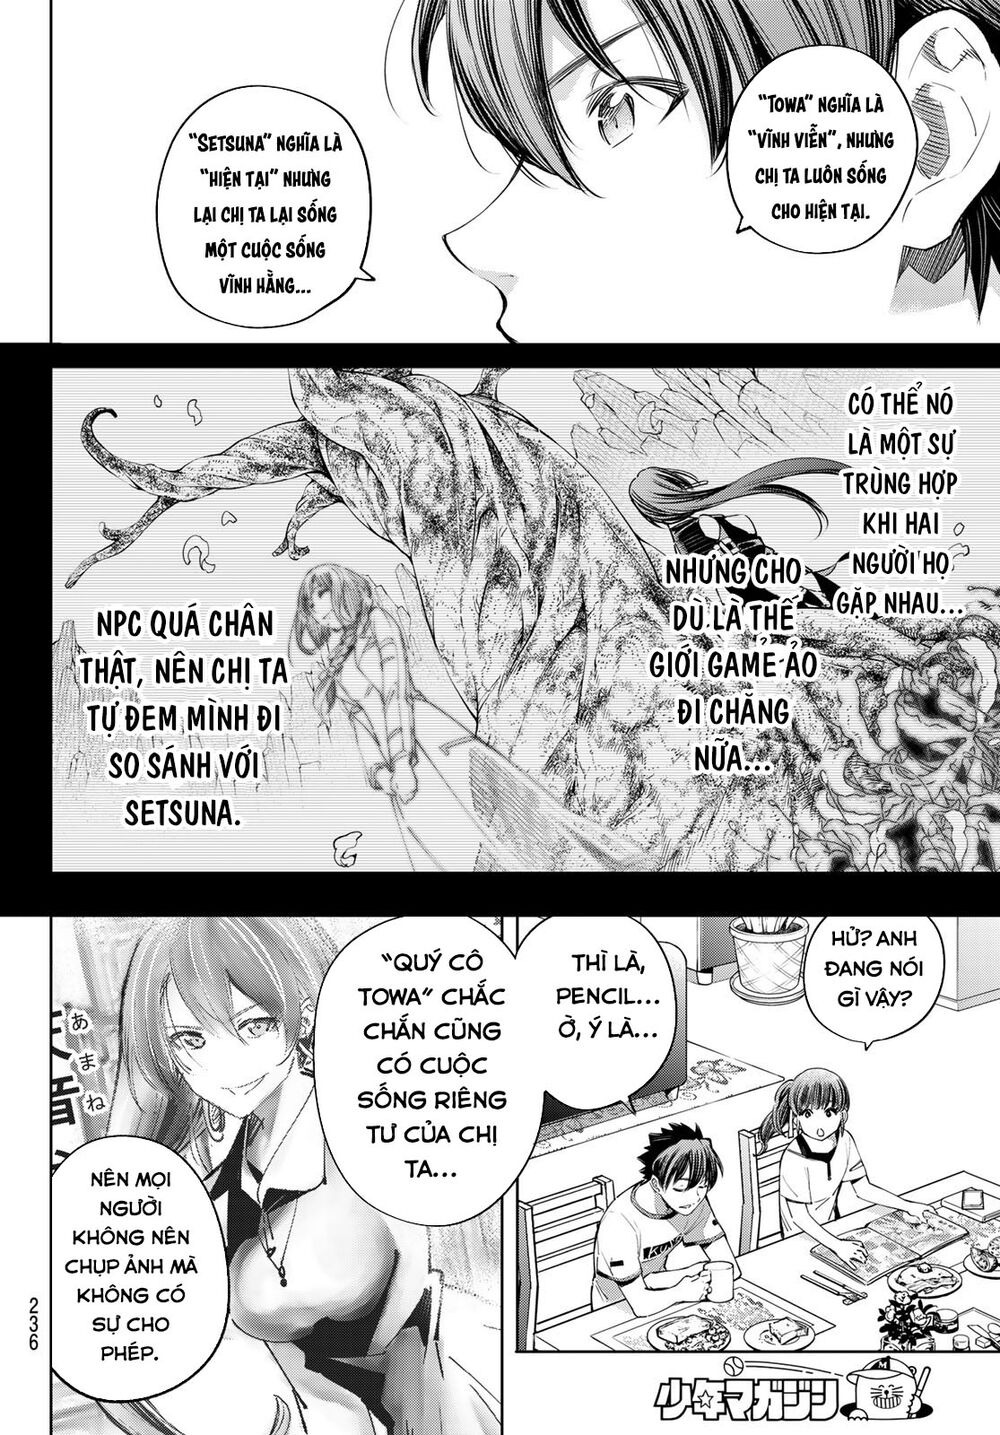 "TOWA" NGHĨA LÀ
"VĨNH VIỄN", NHƯNG
CHỊ TA LUÔN SỐNG
CHO HIỆN TẠI.
"SETSUNA" NGHĨA LÀ
"HIỆN TẠI" NHƯNG
LẠI CHỊ TA LẠI SỐNG
MỘT CUỘC SỐNG
VĨNH HẰNG...
CÓ THỂ NÓ
LÀ MỘT SỰ
TRÙNG HỢP
KHI HAI
NGƯỜI HỌ
GẶP NHAU...
NHƯNG CHO
DÙ LÀ THẾ
GIỚI GAME ẢO
ĐI CHĂNG
NỮA...
NPC QUÁ CHÂN
THẬT, NÊN CHỊ TA
TỰ ĐEM MÌNH ĐI
SO SÁNH VỚI
SETSUNA.
HỬ? ANH
ĐANG NÓI
GÌ VẬY?
THÌ LÀ,
PENCIL...
Ờ, Ý LÀ...
"QUÝ CÔ
TOWA" CHẮC
CHẮN CŨNG
CÓ CUỘC
SỐNG RIÊNG
TƯ CỦA CHỊ
TA...
あまね
天音
NÊN MỌI
NGƯỜI
KHÔNG NÊN
CHỤP ẢNH MÀ
KHÔNG CÓ
SỰ CHO
PHÉP.
236
少年マガジン
M